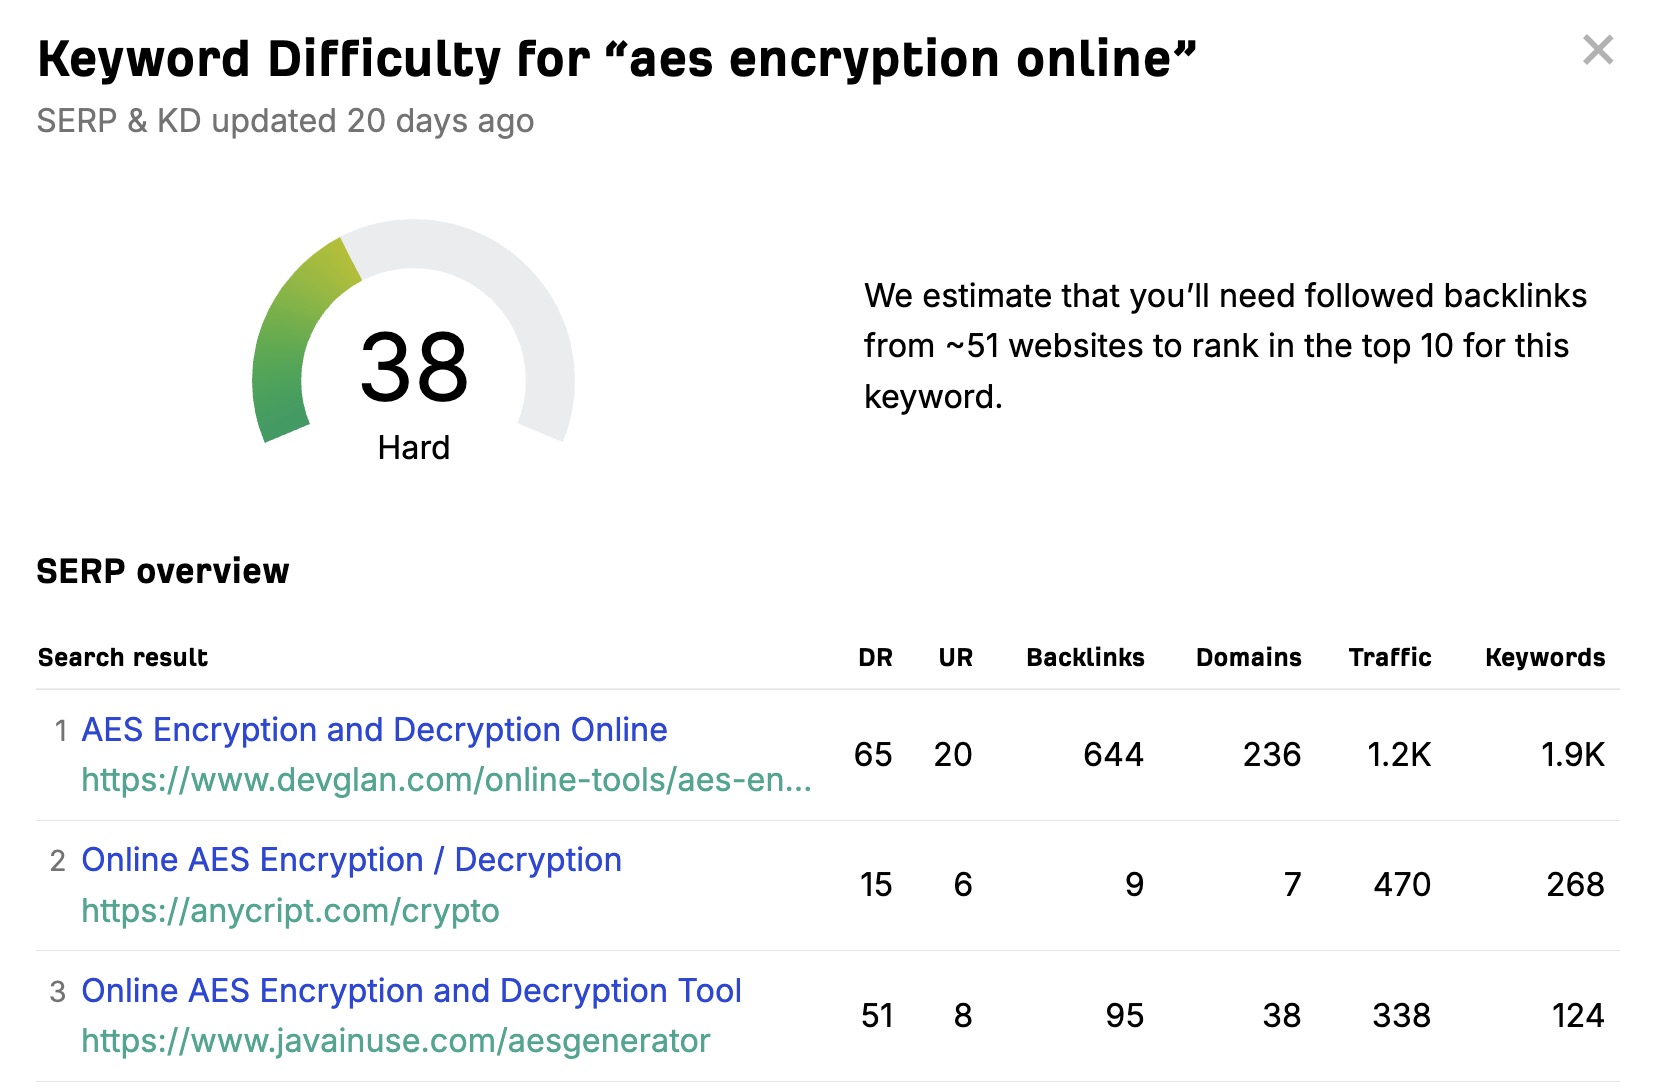 Keyword Difficulty for “aes encryption online”
SERP & KD updated 20 days ago
38
Hard
We estimate that you’ll need followed backlinks
from ~51 websites to rank in the top 10 for this
keyword.
SERP overview
Search result DR UR Backlinks Domains Traffic Keywords
1 AES Encryption and Decryption Online
https://www.devglan.com/online-tools/aes-en...
65 20 644 236 1.2K 1.9K
2 Online AES Encryption / Decryption
https://anycript.com/crypto
15 6 9 7 470 268
3 Online AES Encryption and Decryption Tool
https://www.javainuse.com/aesgenerator
51 8 95 38 338 124